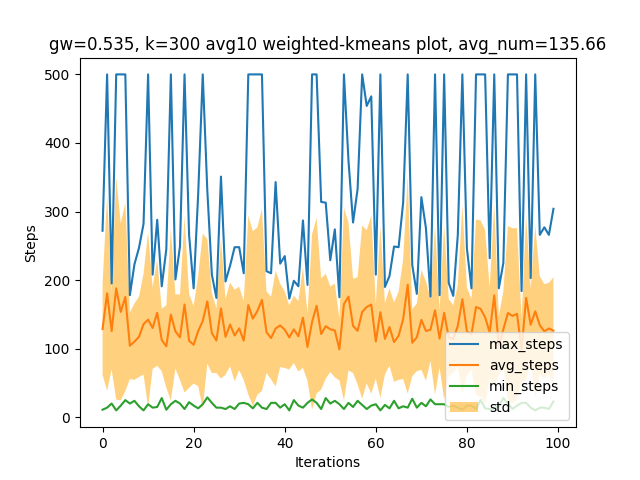 gw=0.535, k=300 avg10 weighted-kmeans plot, avg_num=135.66
500
400
300
200
100
0
Steps
max_steps
avg_steps
min_steps
std
0 20 40 60 80 100
Iterations